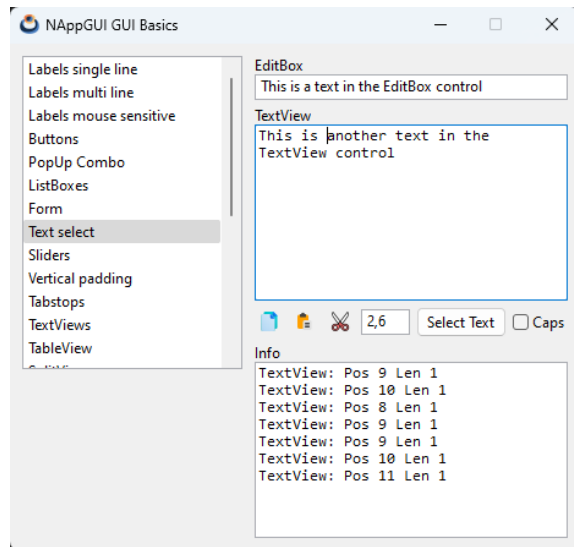 NAppGUI GUI Basics
Labels single line
Labels multi line
Labels mouse sensitive
Buttons
PopUp Combo
ListBoxes
Form
Text select
Sliders
Vertical padding
Tabstops
TextViews
TableView
EditBox
This is a text in the EditBox control
TextView
This is another text in the
TextView control
2,6
Select Text
Caps
Info
TextView: Pos 9 Len 1
TextView: Pos 10 Len 1
TextView: Pos 8 Len 1
TextView: Pos 9 Len 1
TextView: Pos 9 Len 1
TextView: Pos 10 Len 1
TextView: Pos 11 Len 1